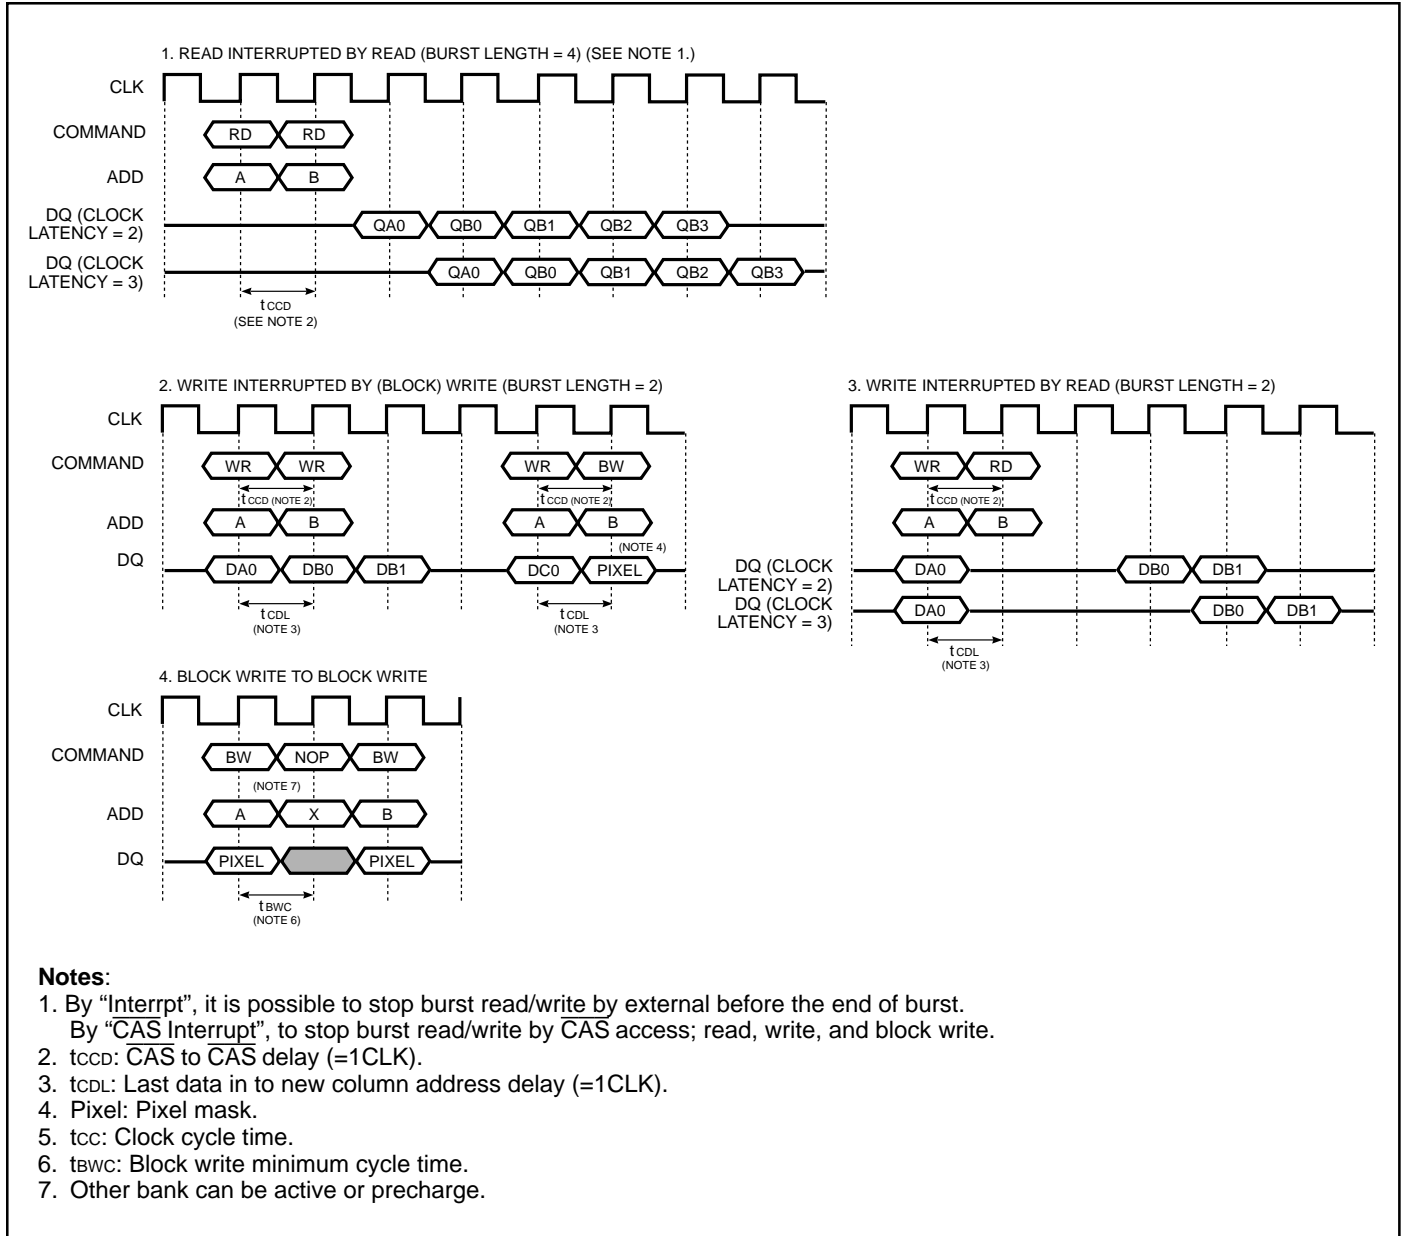 1. READ INTERRUPTED BY READ (BURST LENGTH = 4) (SEE NOTE 1.)
CLK
COMMAND RD RD
ADD A B
DQ (CLOCK LATENCY = 2) QA0 QB0 QB1 QB2 QB3
DQ (CLOCK LATENCY = 3) QA0 QB0 QB1 QB2 QB3
tCCD
(SEE NOTE 2)
2. WRITE INTERRUPTED BY (BLOCK) WRITE (BURST LENGTH = 2)
CLK
COMMAND WR WR WR BW
tCCD (NOTE 2) tCCD (NOTE 2)
ADD A B A B
(NOTE 4)
DQ DA0 DB0 DB1 DC0 PIXEL
tCDL tCDL
(NOTE 3) (NOTE 3
3. WRITE INTERRUPTED BY READ (BURST LENGTH = 2)
WR RD
tCCD (NOTE 2)
A B
DQ (CLOCK LATENCY = 2) DA0 DB0 DB1
DQ (CLOCK LATENCY = 3) DA0 DB0 DB1
tCDL
(NOTE 3)
4. BLOCK WRITE TO BLOCK WRITE
CLK
COMMAND BW NOP BW
(NOTE 7)
ADD A X B
DQ PIXEL PIXEL
tBWC
(NOTE 6)
Notes:
1. By “Interrpt”, it is possible to stop burst read/write by external before the end of burst.
By “C̅A̅S̅ Interrupt”, to stop burst read/write by C̅A̅S̅ access; read, write, and block write.
2. tCCD: C̅A̅S̅ to C̅A̅S̅ delay (=1CLK).
3. tCDL: Last data in to new column address delay (=1CLK).
4. Pixel: Pixel mask.
5. tCC: Clock cycle time.
6. tBWC: Block write minimum cycle time.
7. Other bank can be active or precharge.